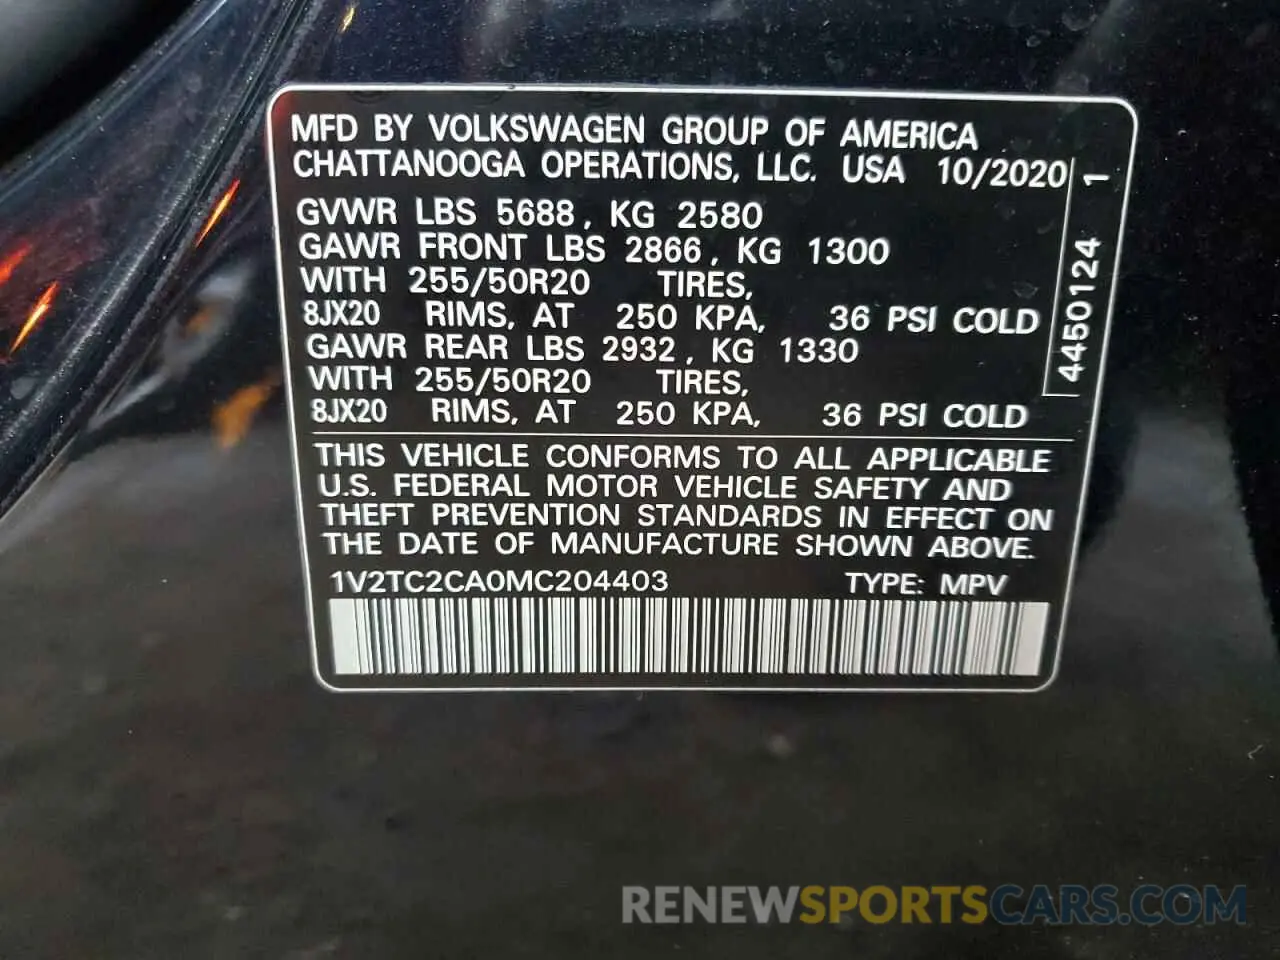 MFD BY VOLKSWAGEN GROUP OF AMERICA
CHATTANOOGA OPERATIONS, LLC. USA 10/2020
GVWR LBS 5688, KG 2580
GAWR FRONT LBS 2866, KG 1300
WITH 255/50R20 TIRES,
8JX20 RIMS, AT 250 KPA, 36 PSI COLD
GAWR REAR LBS 2932, KG 1330
WITH 255/50R20 TIRES,
8JX20 RIMS, AT 250 KPA, 36 PSI COLD
4450124 1
THIS VEHICLE CONFORMS TO ALL APPLICABLE
U.S. FEDERAL MOTOR VEHICLE SAFETY AND
THEFT PREVENTION STANDARDS IN EFFECT ON
THE DATE OF MANUFACTURE SHOWN ABOVE.
1V2TC2CA0MC204403 TYPE: MPV
RENEWSPORTSCARS.COM